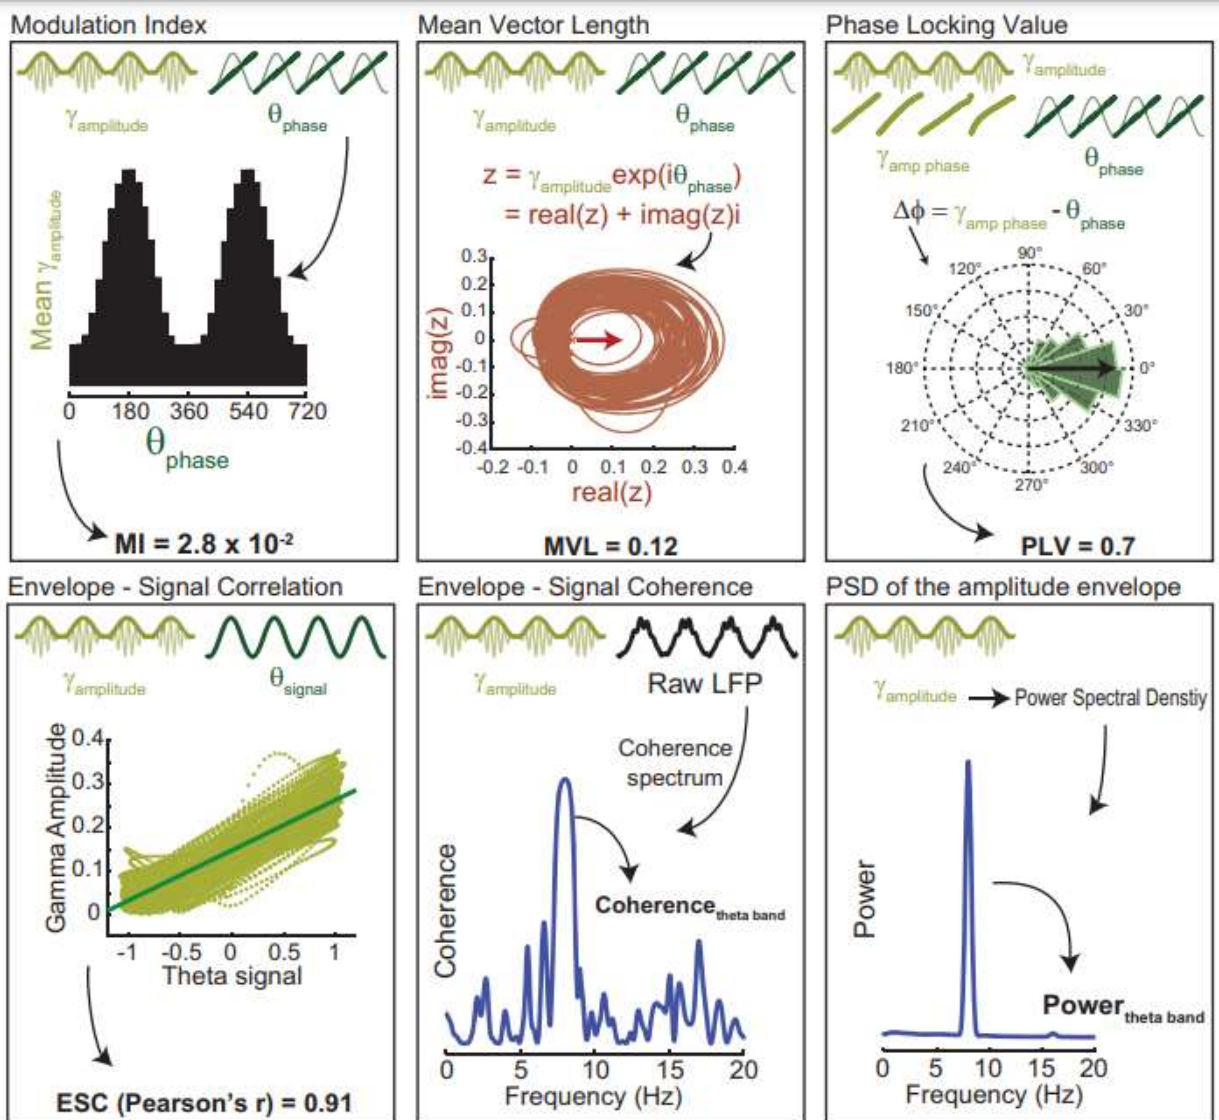 Modulation Index
γamplitude
θphase
Mean γamplitude
0 180 360 540 720
θphase
MI = 2.8 x 10-2
Mean Vector Length
γamplitude
θphase
z = γamplitudeexp(iθphase)
= real(z) + imag(z)i
imag(z)
0.3
0.2
0.1
0
-0.1
-0.2
-0.3
-0.4
-0.2 -0.1 0 0.1 0.2 0.3 0.4
real(z)
MVL = 0.12
Phase Locking Value
γamplitude
γamp phase
θphase
Δϕ = γamp phase - θphase
90°
120° 60°
150° 30°
180° 0°
210° 330°
240° 300°
270°
PLV = 0.7
Envelope - Signal Correlation
γamplitude
θsignal
Gamma Amplitude
0.4
0.3
0.2
0.1
0
-1 -0.5 0 0.5 1
Theta signal
ESC (Pearson's r) = 0.91
Envelope - Signal Coherence
γamplitude
Raw LFP
Coherence
spectrum
Coherencetheta band
Coherence
0 5 10 15 20
Frequency (Hz)
PSD of the amplitude envelope
γamplitude
Power Spectral Denstiy
Power
Powertheta band
0 5 10 15 20
Frequency (Hz)